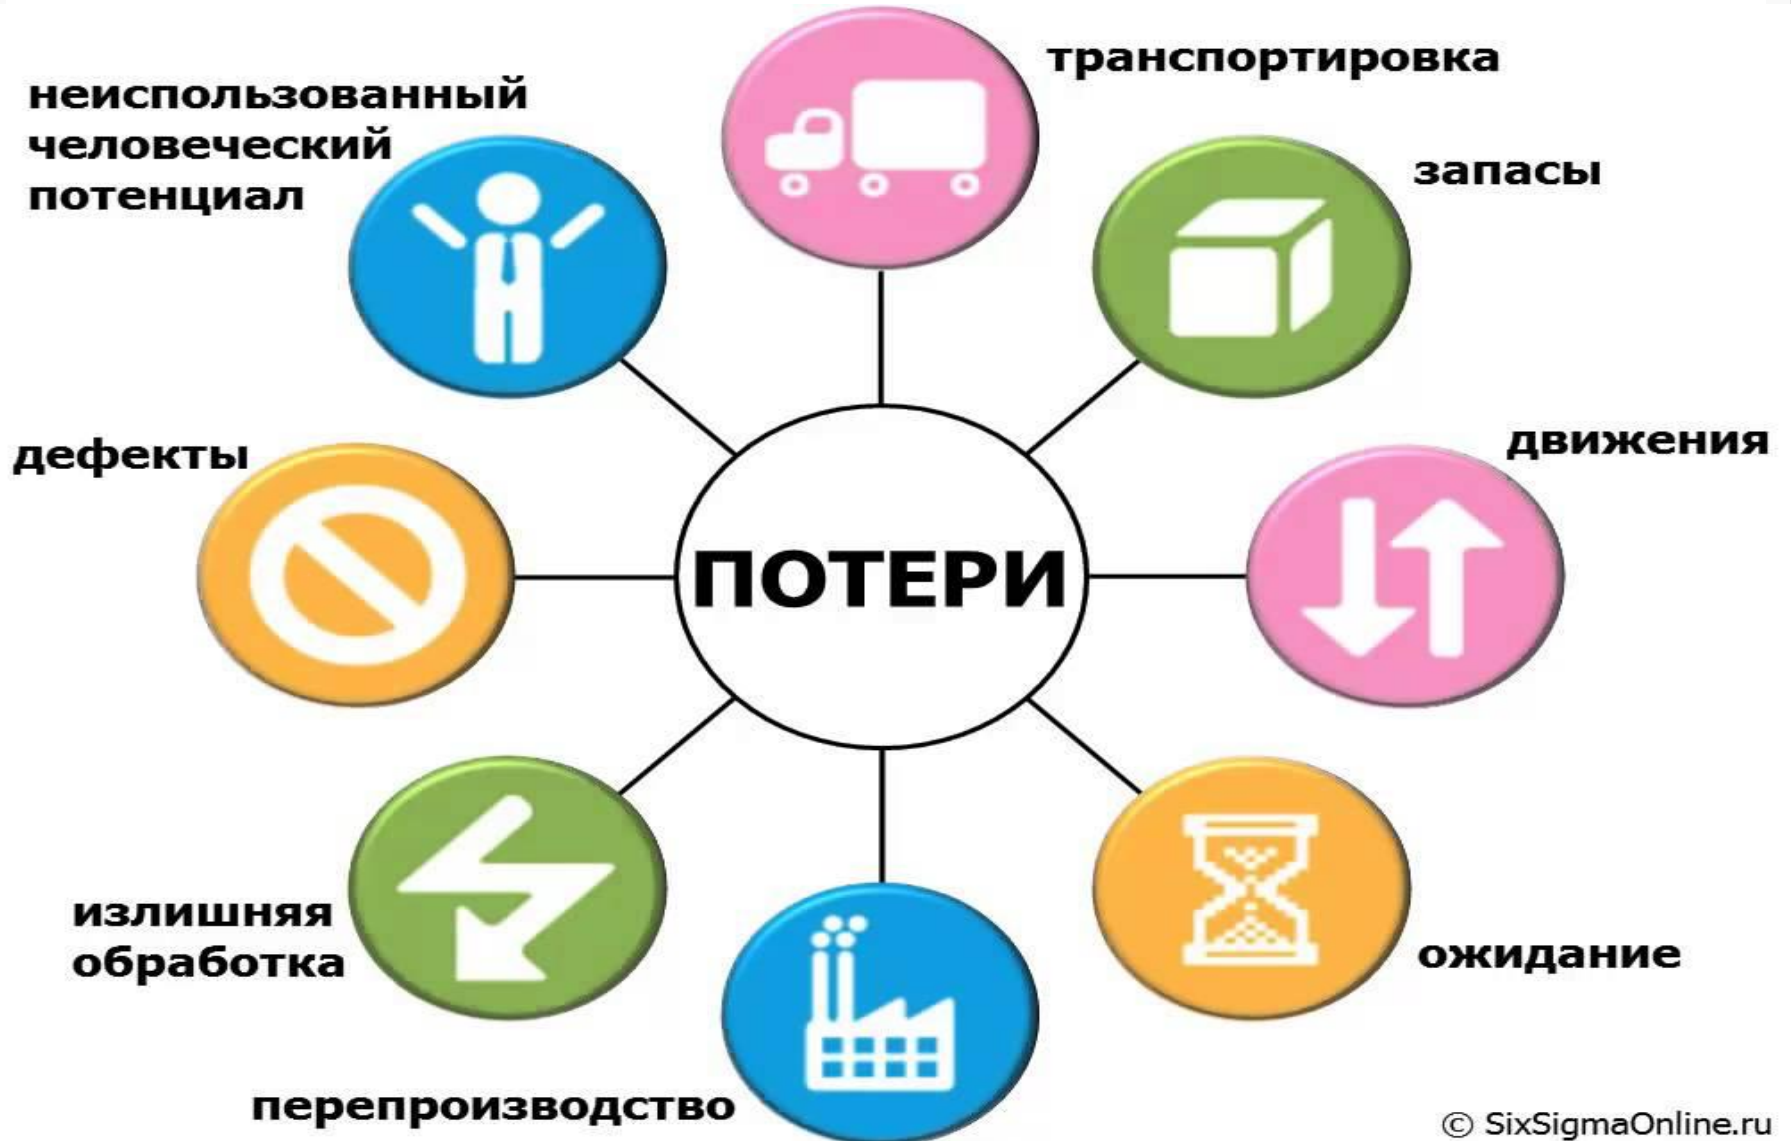 транспортировка
неиспользованный
человеческий
потенциал
запасы
дефекты
движения
ПОТЕРИ
излишняя
обработка
ожидание
перепроизводство
© SixSigmaOnline.ru